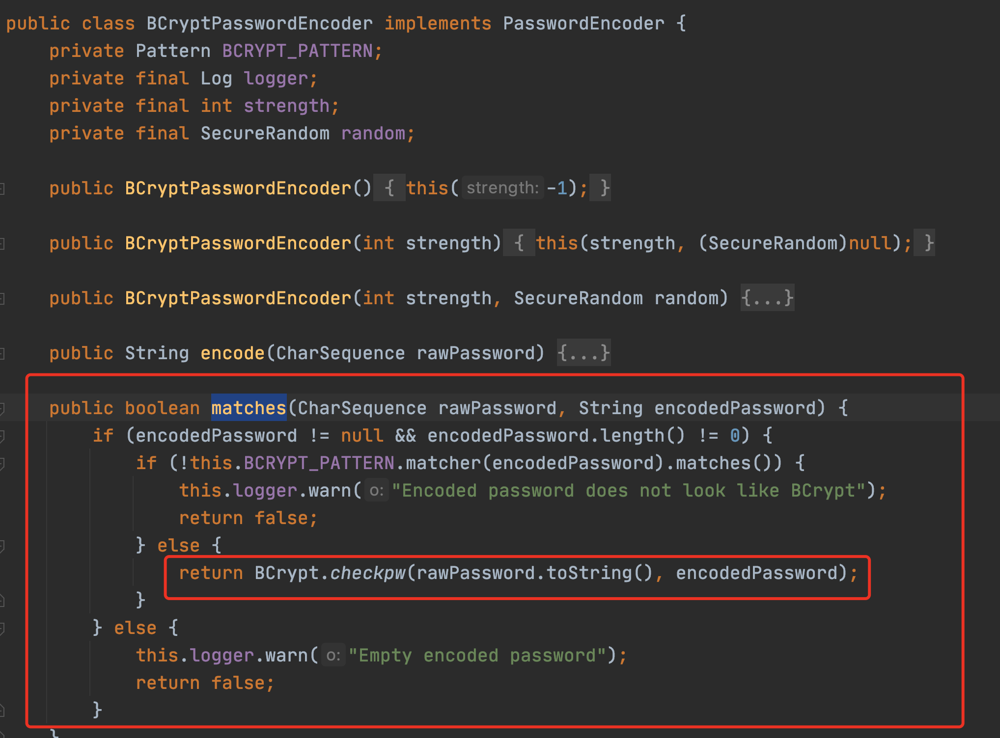 public class BCryptPasswordEncoder implements PasswordEncoder {
    private Pattern BCRYPT_PATTERN;
    private final Log logger;
    private final int strength;
    private final SecureRandom random;

    public BCryptPasswordEncoder() { this( strength: -1); }

    public BCryptPasswordEncoder(int strength) { this(strength, (SecureRandom)null); }

    public BCryptPasswordEncoder(int strength, SecureRandom random) {...}

    public String encode(CharSequence rawPassword) {...}

    public boolean matches(CharSequence rawPassword, String encodedPassword) {
        if (encodedPassword != null && encodedPassword.length() != 0) {
            if (!this.BCRYPT_PATTERN.matcher(encodedPassword).matches()) {
                this.logger.warn( o: "Encoded password does not look like BCrypt");
                return false;
            } else {
                return BCrypt.checkpw(rawPassword.toString(), encodedPassword);
            }
        } else {
            this.logger.warn( o: "Empty encoded password");
            return false;
        }
    }